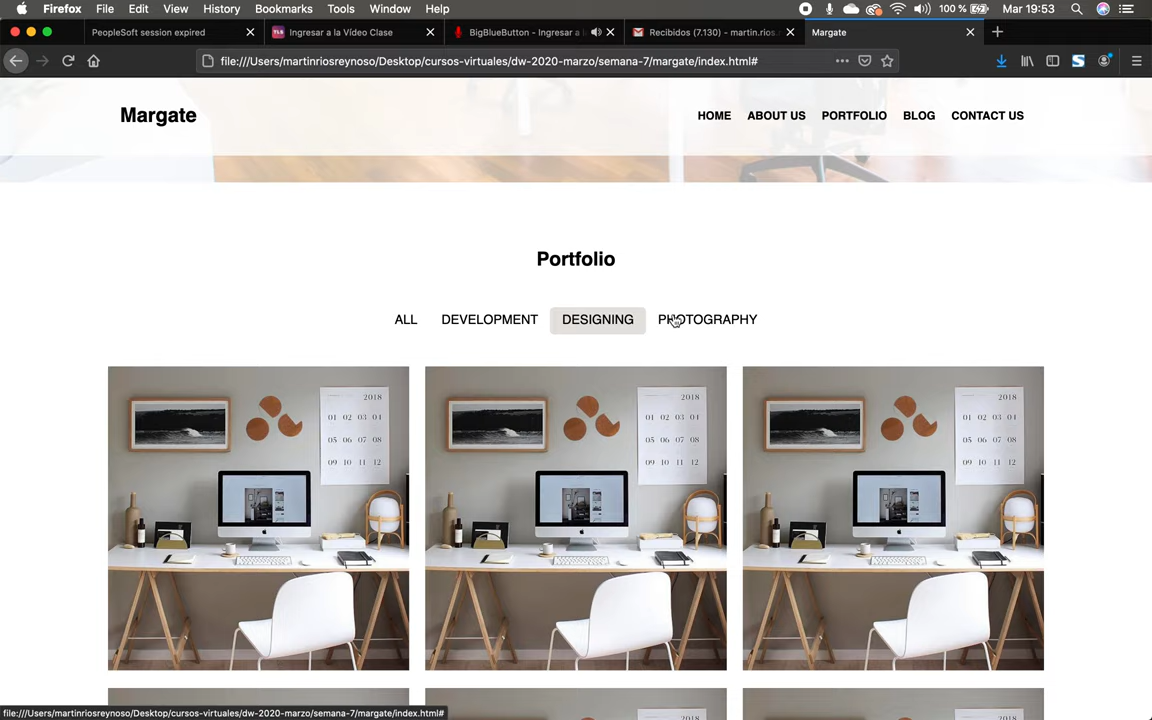 Firefox File Edit View History Bookmarks Tools Window Help 100 % Mar 19:53
PeopleSoft session expired Ingresar a la Vídeo Clase BigBlueButton - Ingresar a Recibidos (7.130) - martin.rios. Margate
file:///Users/martinriosreynoso/Desktop/cursos-virtuales/dw-2020-marzo/semana-7/margate/index.html#
Margate HOME ABOUT US PORTFOLIO BLOG CONTACT US
Portfolio
ALL DEVELOPMENT DESIGNING PHOTOGRAPHY
2018 2018 2018
01 02 03 04 01 02 03 04 01 02 03 04
05 06 07 08 05 06 07 08 05 06 07 08
09 10 11 12 09 10 11 12 09 10 11 12
file:///Users/martinriosreynoso/Desktop/cursos-virtuales/dw-2020-marzo/semana-7/margate/index.html#